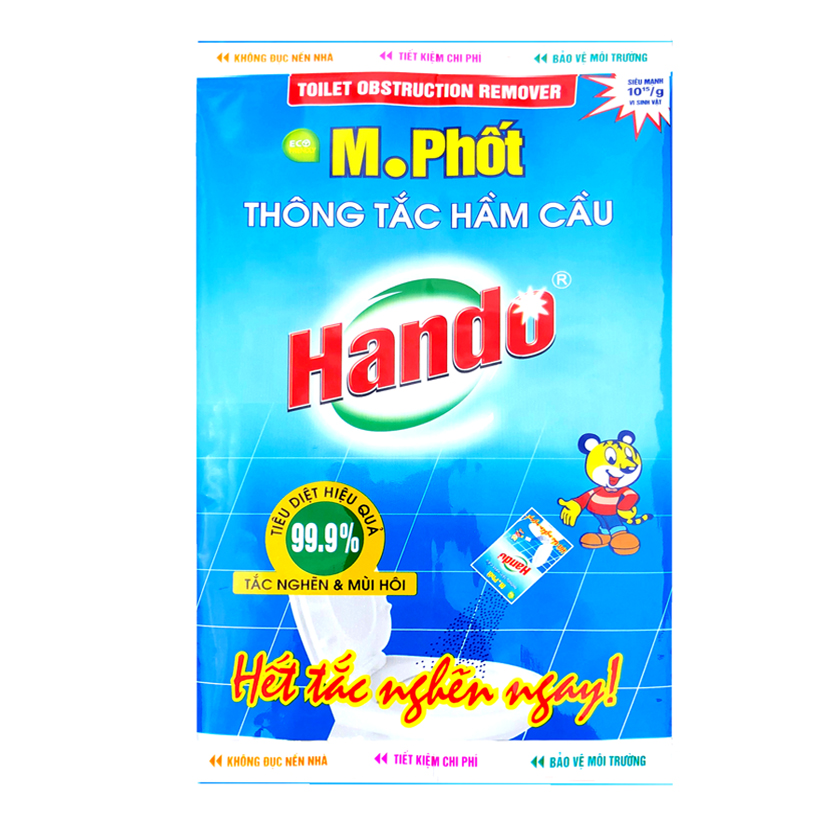 KHÔNG ĐỤC NỀN NHÀ TIẾT KIỆM CHI PHÍ BẢO VỆ MÔI TRƯỜNG
TOILET OBSTRUCTION REMOVER
SIÊU MẠNH
10¹⁵/g
VI SINH VẬT
ECO
M.Phốt
THÔNG TẮC HẦM CẦU
Hando®
TIÊU DIỆT HIỆU QUẢ
99.9%
TẮC NGHẼN & MÙI HÔI
M.Phốt
Hando
Hết tắc nghẽn ngay!
KHÔNG ĐỤC NỀN NHÀ TIẾT KIỆM CHI PHÍ BẢO VỆ MÔI TRƯỜNG